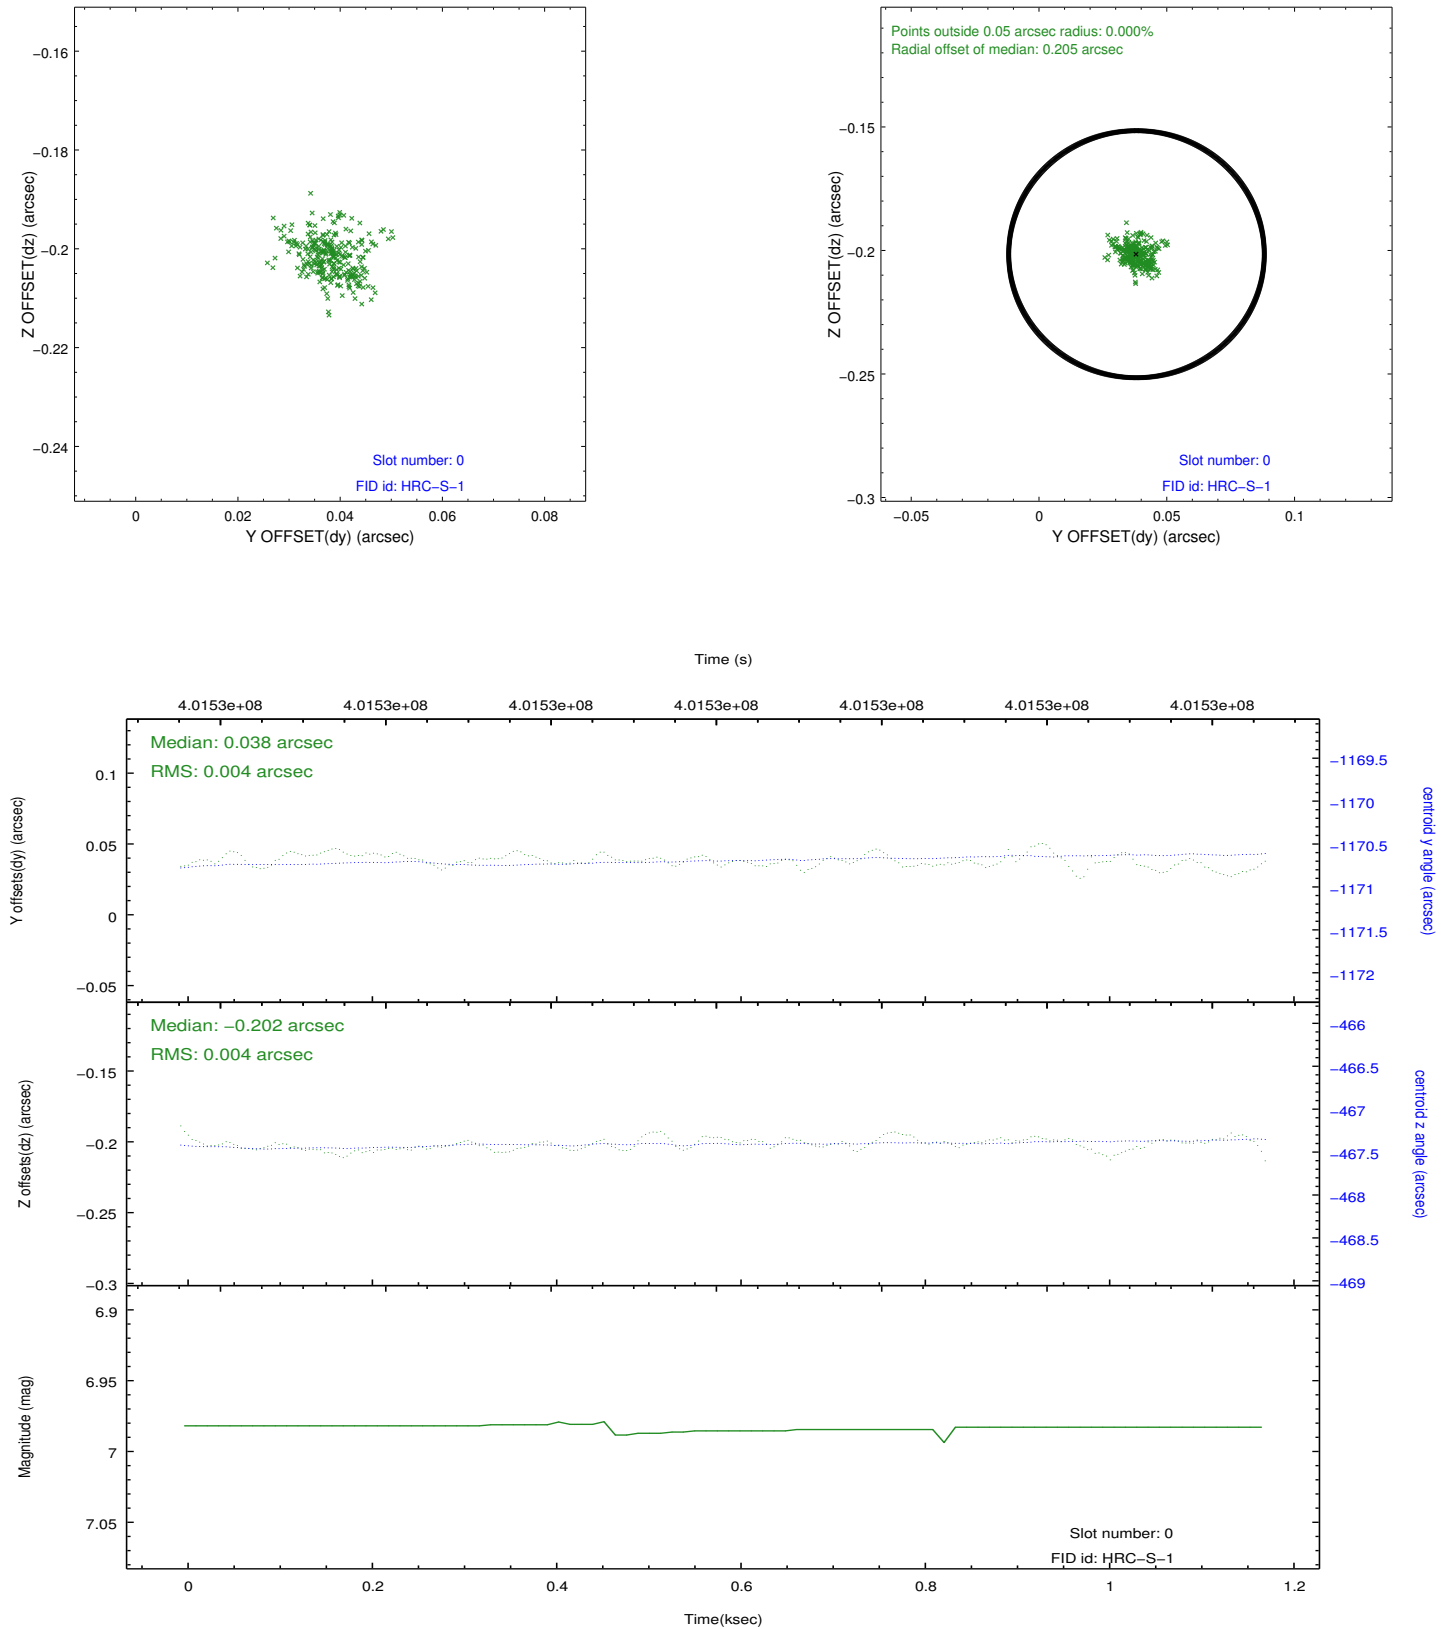 −0.16
−0.18
−0.2
−0.22
−0.24
Z OFFSET(dz) (arcsec)
Slot number: 0
FID id: HRC−S−1
0 0.02 0.04 0.06 0.08
Y OFFSET(dy) (arcsec)
Points outside 0.05 arcsec radius: 0.000%
Radial offset of median: 0.205 arcsec
−0.15
−0.2
−0.25
−0.3
Z OFFSET(dz) (arcsec)
Slot number: 0
FID id: HRC−S−1
−0.05 0 0.05 0.1
Y OFFSET(dy) (arcsec)
Time (s)
4.0153e+08 4.0153e+08 4.0153e+08 4.0153e+08 4.0153e+08 4.0153e+08 4.0153e+08
Median: 0.038 arcsec
RMS: 0.004 arcsec
0.1
0.05
0
−0.05
Y offsets(dy) (arcsec)
−1169.5
−1170
−1170.5
−1171
−1171.5
−1172
centroid y angle (arcsec)
Median: −0.202 arcsec
RMS: 0.004 arcsec
−0.15
−0.2
−0.25
−0.3
Z offsets(dz) (arcsec)
−466
−466.5
−467
−467.5
−468
−468.5
−469
centroid z angle (arcsec)
6.9
6.95
7
7.05
Magnitude (mag)
Slot number: 0
FID id: HRC−S−1
0 0.2 0.4 0.6 0.8 1 1.2
Time(ksec)